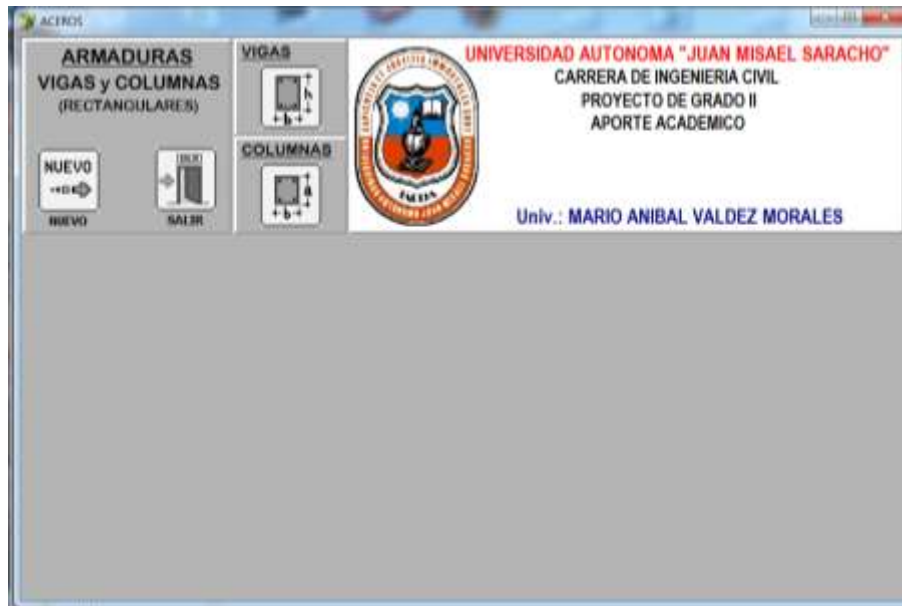 ACEROS
ARMADURAS
VIGAS y COLUMNAS
(RECTANGULARES)
NUEVO
NUEVO
SALIR
VIGAS
h
b
COLUMNAS
a
b
UNIVERSIDAD AUTONOMA "JUAN MISAEL SARACHO"
CARRERA DE INGENIERIA CIVIL
PROYECTO DE GRADO II
APORTE ACADEMICO
TARIJA
Univ.: MARIO ANIBAL VALDEZ MORALES